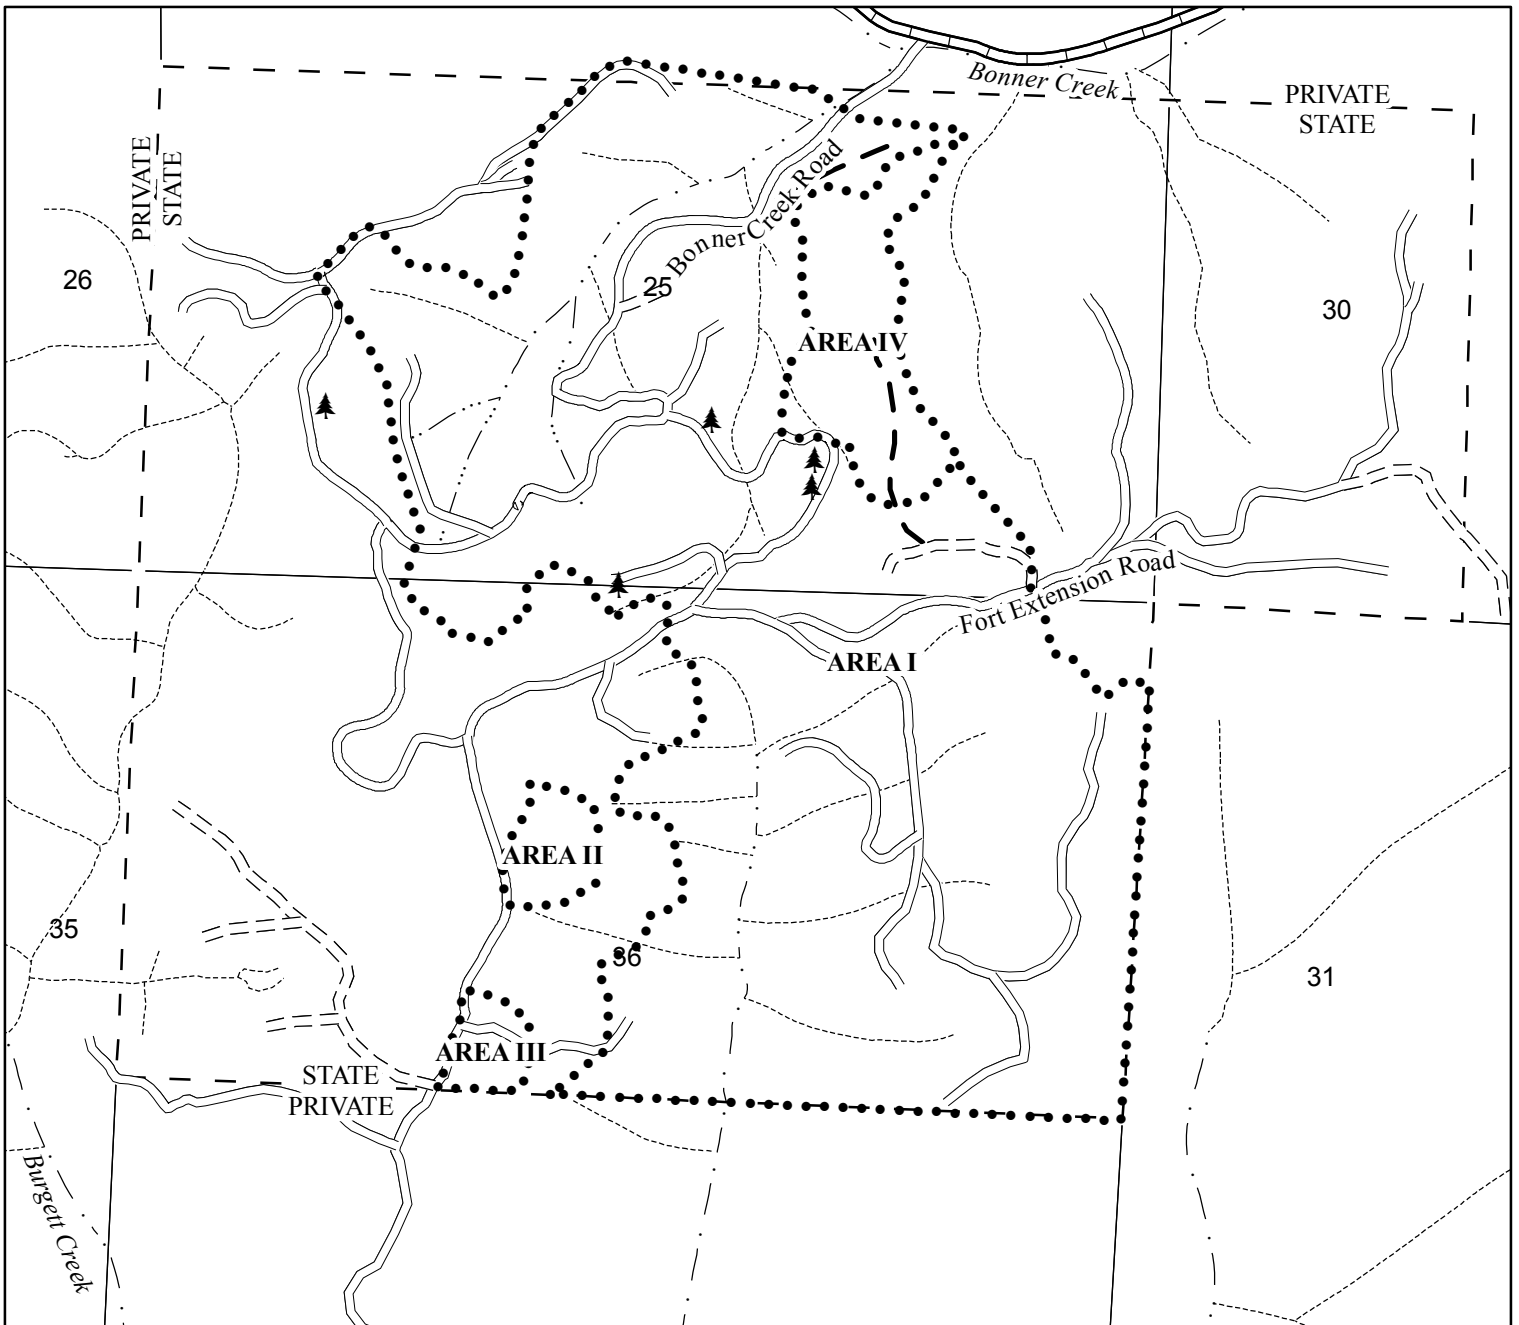 Bonner Creek
PRIVATE
STATE
PRIVATE
STATE
Bonner Creek Road
26
25
30
AREA IV
Fort Extension Road
AREA I
AREA II
35
36
31
AREA III
STATE
PRIVATE
Burgett Creek